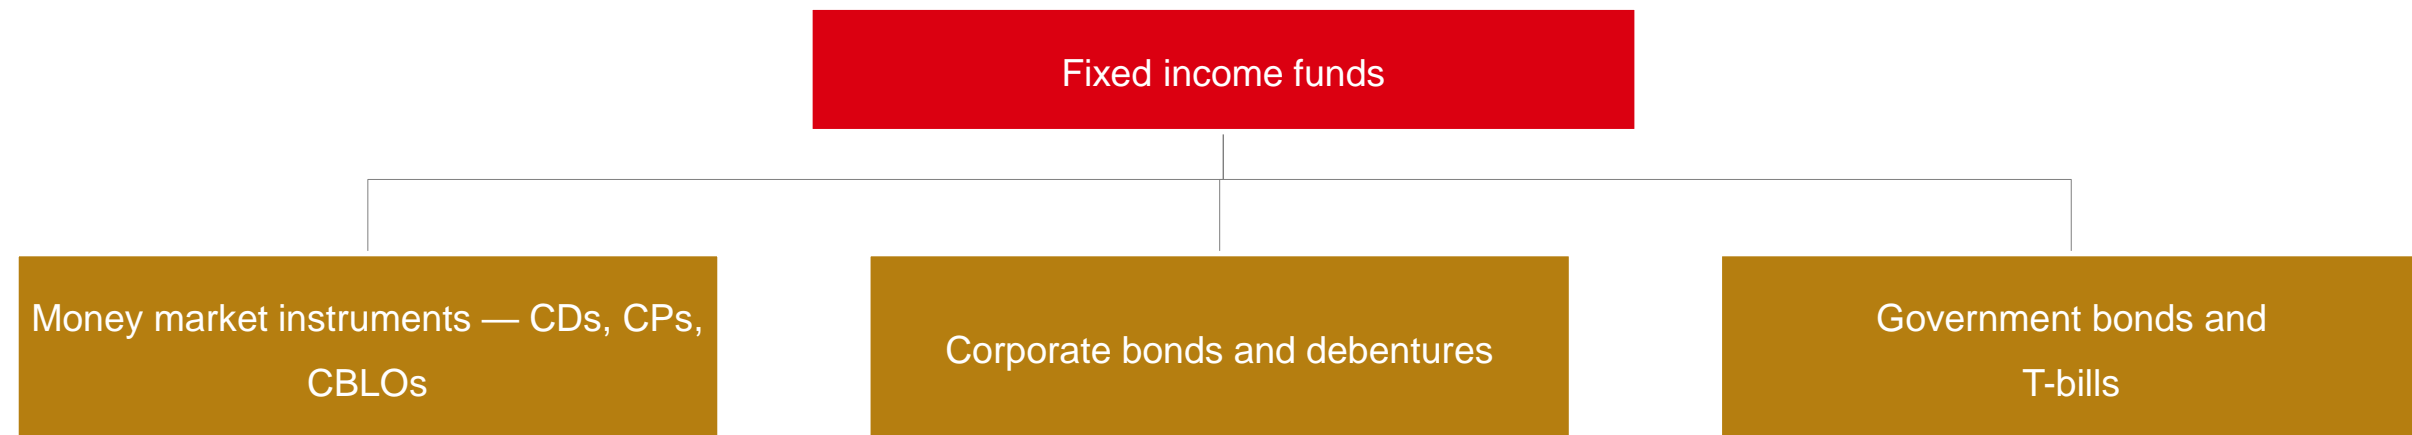 Fixed income funds
Money market instruments — CDs, CPs,
CBLOs
Corporate bonds and debentures
Government bonds and
T-bills